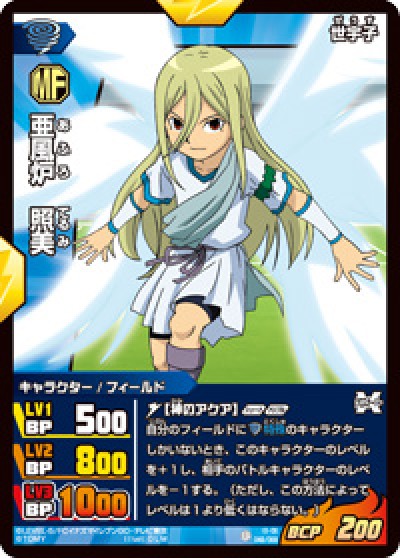 ぜうす
世宇子
MF
あふろ
亜風炉
てるみ
照美
キャラクター / フィールド
LV1
BP 500
LV2
BP 800
LV3
BP 1000
【神のアクア】
自分のフィールドに
のキャラクター
しかいないとき、このキャラクターのレベル
を+1し、相手のバトルキャラクターのレベ
ルを-1する。(ただし、この方法によって
レベルは1より低くはならない。)
BCP 200
©TOMY